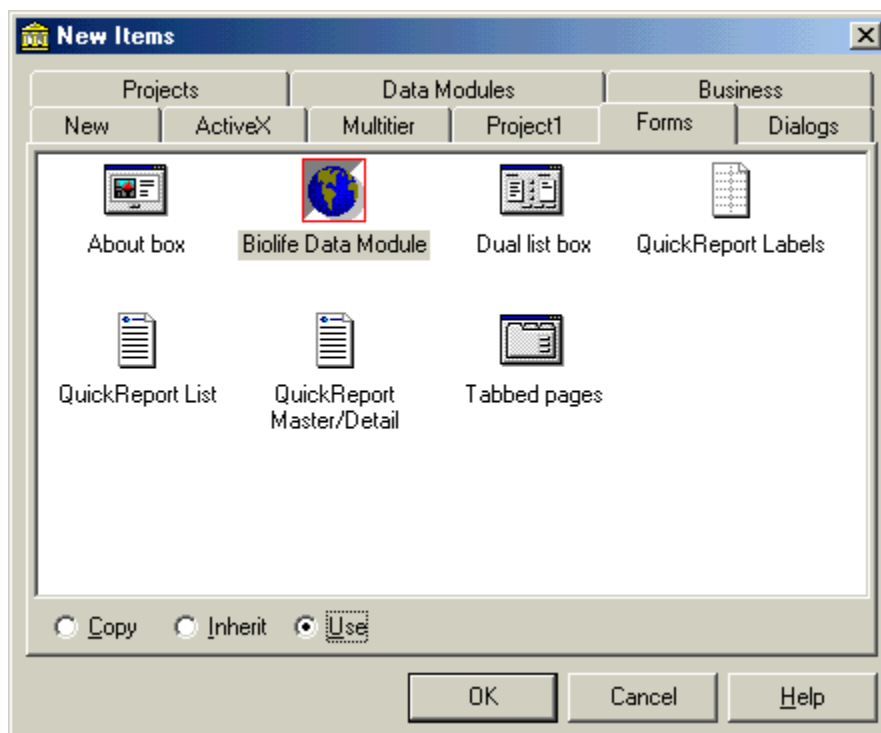 New Items
Projects
Data Modules
Business
New
ActiveX
Multitier
Project1
Forms
Dialogs
About box
Biolife Data Module
Dual list box
QuickReport Labels
QuickReport List
QuickReport
Master/Detail
Tabbed pages
Copy
Inherit
Use
OK
Cancel
Help